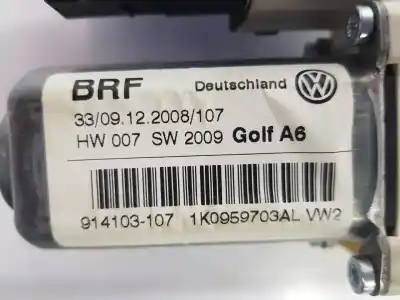 BRF Deutschland
33/09.12.2008/107
HW 007 SW 2009 Golf A6
914103-107 1K0959703AL VW2